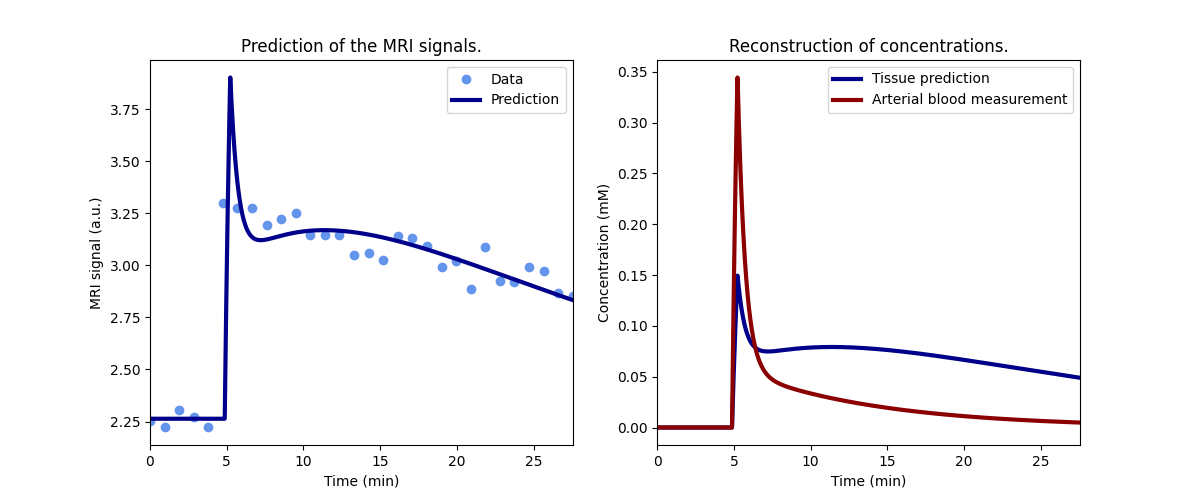 Prediction of the MRI signals.
MRI signal (a.u.)
3.75
3.50
3.25
3.00
2.75
2.50
2.25
Data
Prediction
0
5
10
15
20
25
Time (min)
Reconstruction of concentrations.
Concentration (mM)
0.35
0.30
0.25
0.20
0.15
0.10
0.05
0.00
Tissue prediction
Arterial blood measurement
0
5
10
15
20
25
Time (min)